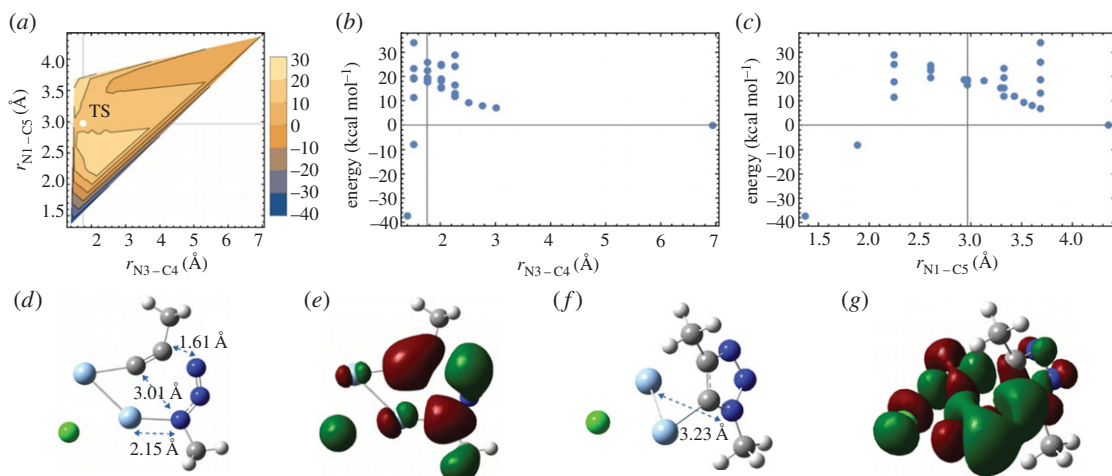 (a)
4.0
3.5
3.0
2.5
2.0
1.5
r N1–C5 (Å)
TS
2 3 4 5 6 7
r N3–C4 (Å)
30
20
10
0
–10
–20
–30
–40
(b)
energy (kcal mol−1)
30
20
10
0
–10
–20
–30
–40
2 3 4 5 6 7
r N3–C4 (Å)
(c)
energy (kcal mol−1)
30
20
10
0
–10
–20
–30
–40
1.5 2.0 2.5 3.0 3.5 4.0
r N1–C5 (Å)
(d)
1.61 Å
3.01 Å
2.15 Å
(e)
(f)
3.23 Å
(g)